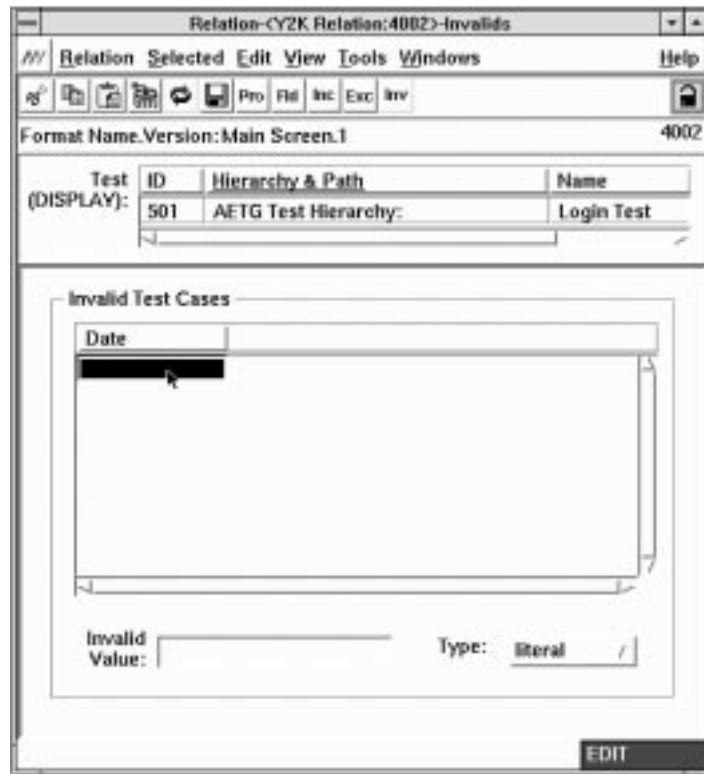 Relation-<Y2K Relation:4002>-Invalids
Relation Selected Edit View Tools Windows Help
Pro Fld Inc Exc Inv
Format Name.Version: Main Screen.1 4002
Test (DISPLAY):
ID Hierarchy & Path Name
501 AETG Test Hierarchy: Login Test
Invalid Test Cases
Date
Invalid Value:
Type: literal
EDIT